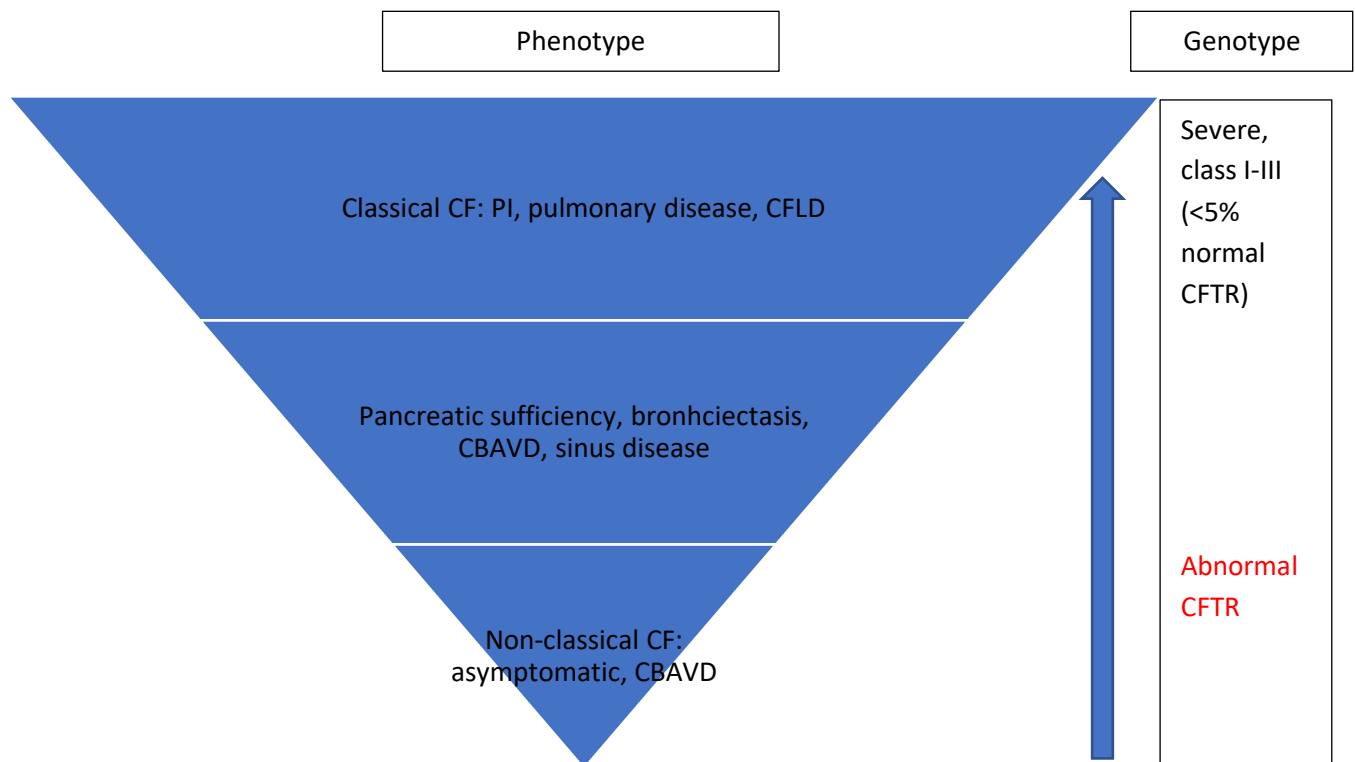 Phenotype
Genotype
Severe,
class I-III
(<5%
normal
CFTR)
Classical CF: PI, pulmonary disease, CFLD
Pancreatic sufficiency, bronhciectasis,
CBAVD, sinus disease
Abnormal
CFTR
Non-classical CF:
asymptomatic, CBAVD